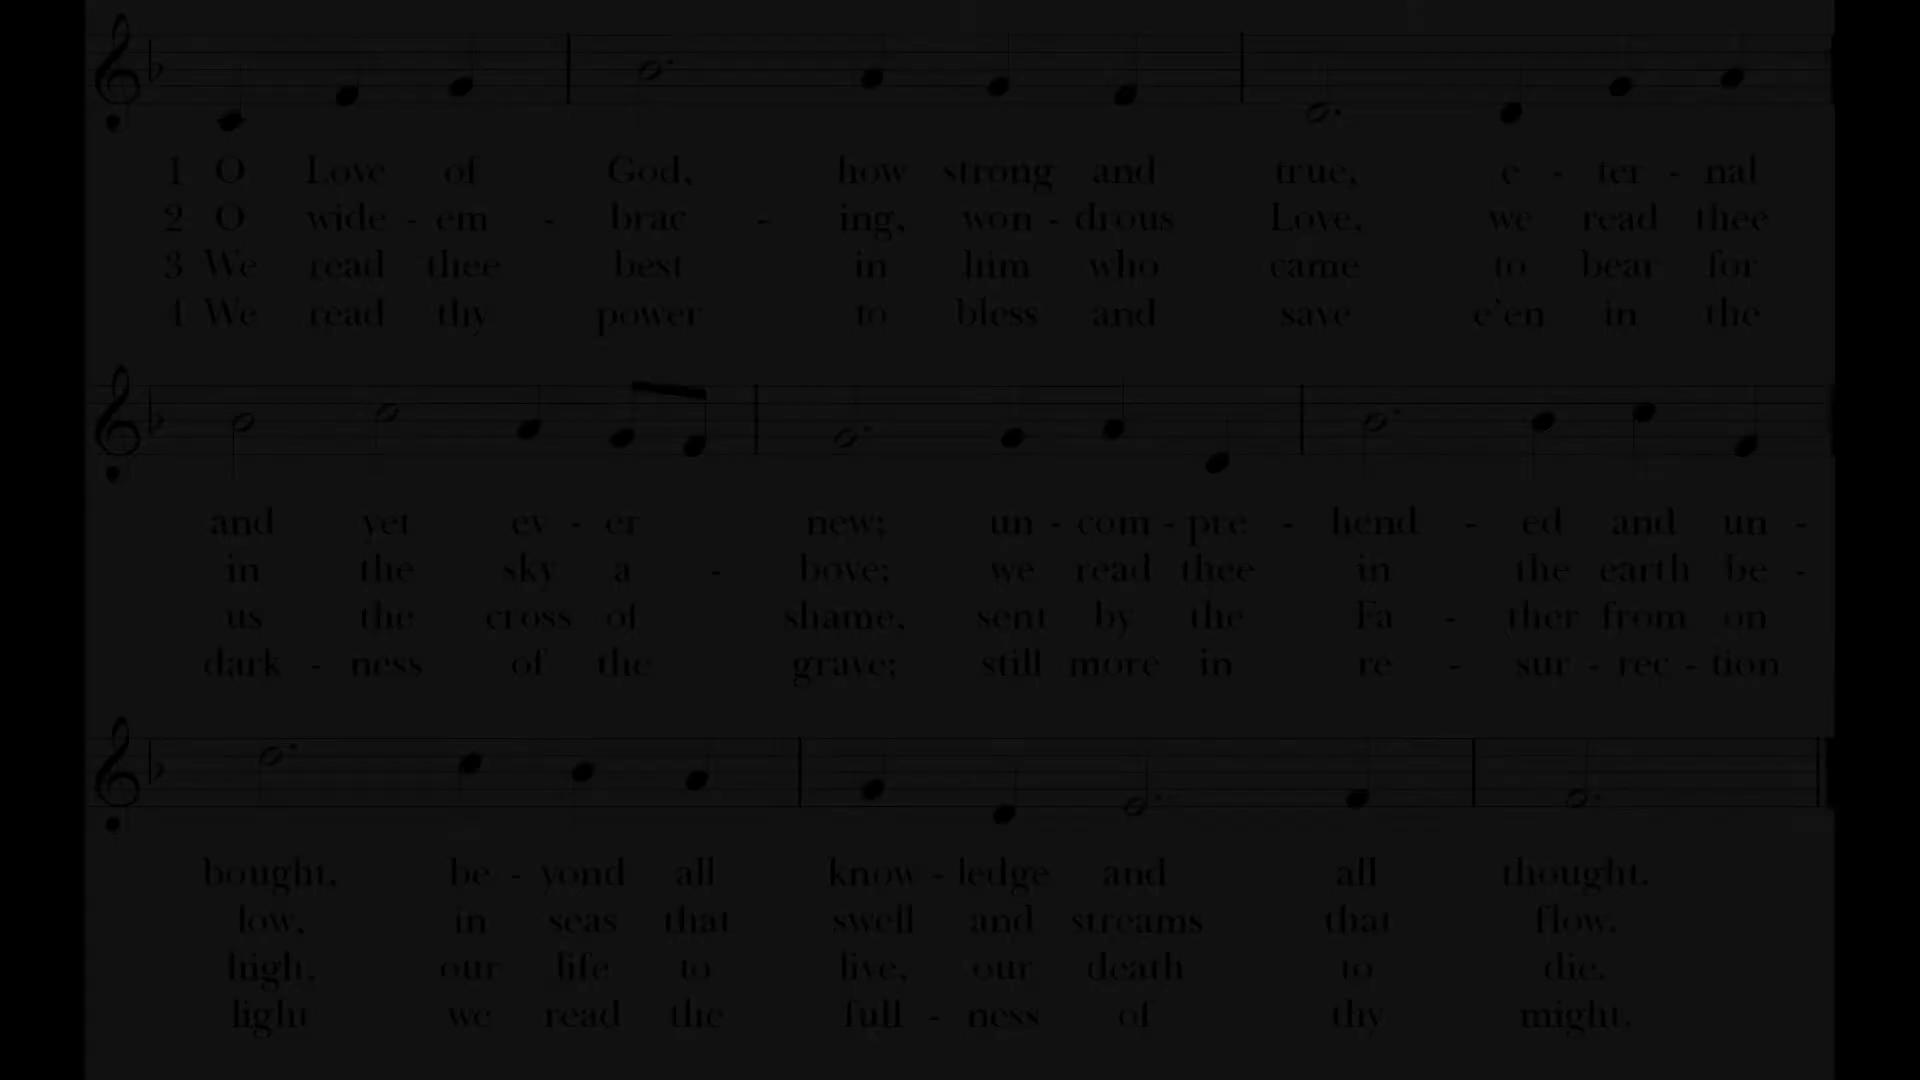 1 O Love of God, how strong and true, e - ter - nal
2 O wide - em - brac - ing, won - drous Love, we read thee
3 We read thee best in him who came to bear for
4 We read thy power to bless and save e'en in the
and yet ev - er new; un - com - pre - hend - ed and un -
in the sky a - bove; we read thee in the earth be -
us the cross of shame, sent by the Fa - ther from on
dark - ness of the grave; still more in re - sur - rec - tion
bought, be - yond all know - ledge and all thought.
low, in seas that swell and streams that flow.
high, our life to live, our death to die.
light we read the full - ness of thy might.